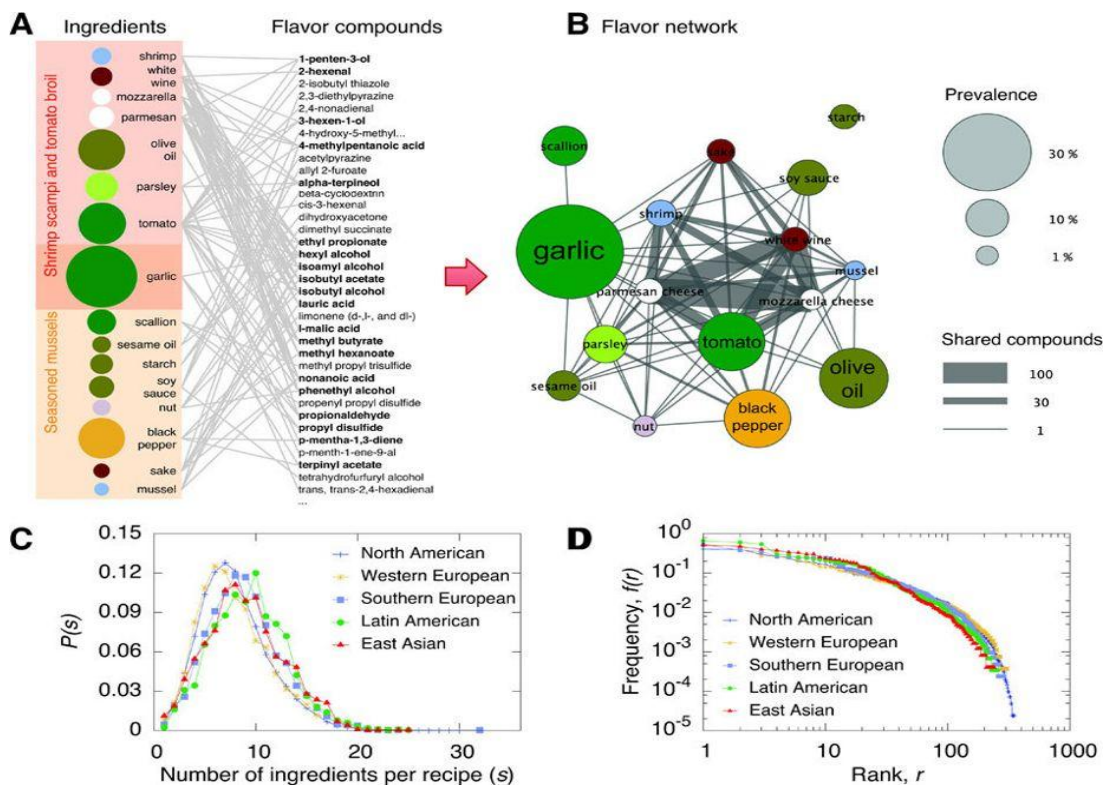 A
Ingredients
Flavor compounds
Shrimp scampi and tomato broil
Seasoned mussels
shrimp
white
wine
mozzarella
parmesan
olive
oil
parsley
tomato
garlic
scallion
sesame oil
starch
soy
sauce
nut
black
pepper
sake
mussel
1-penten-3-ol
2-hexenal
2-isobutyl thiazole
2,3-diethylpyrazine
2,4-nonadienal
3-hexen-1-ol
4-hydroxy-5-methyl...
4-methylpentanoic acid
acetylpyrazine
allyl 2-furoate
alpha-terpineol
beta-cyclodextrin
cis-3-hexenal
dihydroxyacetone
dimethyl succinate
ethyl propionate
hexyl alcohol
isoamyl alcohol
isobutyl acetate
isobutyl alcohol
lauric acid
limonene (d-,l-, and dl-)
l-malic acid
methyl butyrate
methyl hexanoate
methyl propyl trisulfide
nonanoic acid
phenethyl alcohol
propenyl propyl disulfide
propionaldehyde
propyl disulfide
p-mentha-1,3-diene
p-menth-1-ene-9-al
terpinyl acetate
tetrahydrofurfuryl alcohol
trans, trans-2,4-hexadienal
...
B
Flavor network
starch
scallion
sake
soy sauce
shrimp
garlic
white wine
mussel
parmesan cheese
mozzarella cheese
parsley
tomato
sesame oil
olive
oil
black
pepper
nut
Prevalence
30 %
10 %
1 %
Shared compounds
100
30
1
C
P(s)
0.15
0.12
0.09
0.06
0.03
0
0 10 20 30
Number of ingredients per recipe (s)
North American
Western European
Southern European
Latin American
East Asian
D
Frequency, f(r)
10⁰
10⁻¹
10⁻²
10⁻³
10⁻⁴
10⁻⁵
1 10 100 1000
Rank, r
North American
Western European
Southern European
Latin American
East Asian